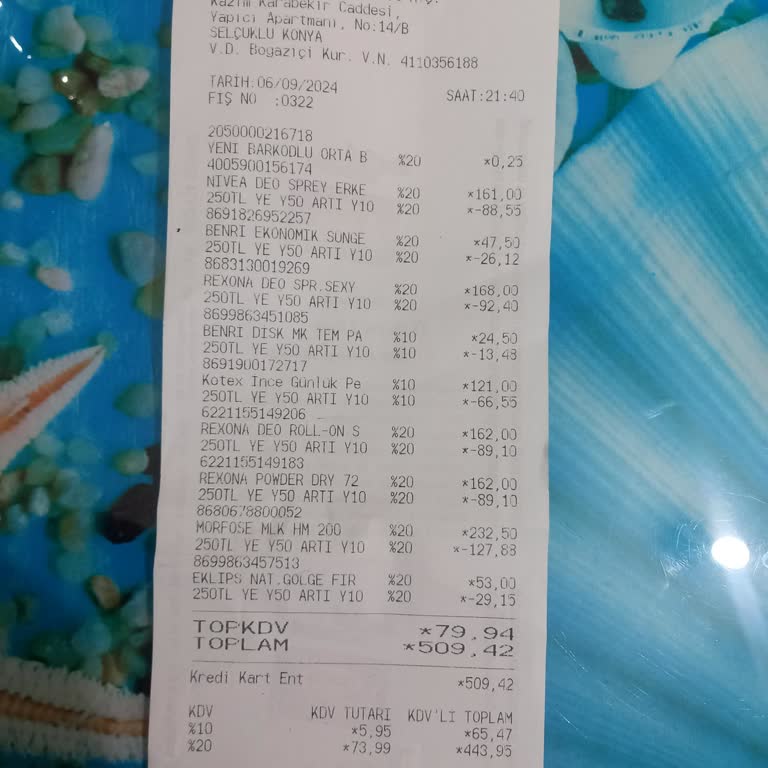 Kazım Karabekir Caddesi,
Yapıcı Apartmanı, No:14/B
SELÇUKLU KONYA
V.D. Bogaziçi Kur. V.N. 4110356188
TARİH:06/09/2024 SAAT:21:40
FİŞ NO :0322
2050000216718
YENİ BARKODLU ORTA B %20 *0,25
4005900156174
NIVEA DEO SPREY ERKE %20 *161,00
250TL YE Y50 ARTI Y10 %20 *-88,55
8691826952257
BENRI EKONOMIK SÜNGE %20 *47,50
250TL YE Y50 ARTI Y10 %20 *-26,12
8683130019269
REXONA DEO SPR.SEXY %20 *168,00
250TL YE Y50 ARTI Y10 %20 *-92,40
8699863451085
BENRI DISK MK TEM PA %10 *24,50
250TL YE Y50 ARTI Y10 %10 *-13,48
8691900172717
Kotex İnce Günlük Pe %10 *121,00
250TL YE Y50 ARTI Y10 %10 *-66,55
6221155149206
REXONA DEO ROLL-ON S %20 *162,00
250TL YE Y50 ARTI Y10 %20 *-89,10
6221155149183
REXONA POWDER DRY 72 %20 *162,00
250TL YE Y50 ARTI Y10 %20 *-89,10
8680678800052
MORFOSE MLK HM 200 %20 *232,50
250TL YE Y50 ARTI Y10 %20 *-127,88
8699863457513
EKLIPS NAT.GÖLGE FIR %20 *53,00
250TL YE Y50 ARTI Y10 %20 *-29,15
TOPKDV *79,94
TOPLAM *509,42
Kredi Kart Ent *509,42
KDV KDV TUTARI KDV'Lİ TOPLAM
%10 *5,95 *65,47
%20 *73,99 *443,95